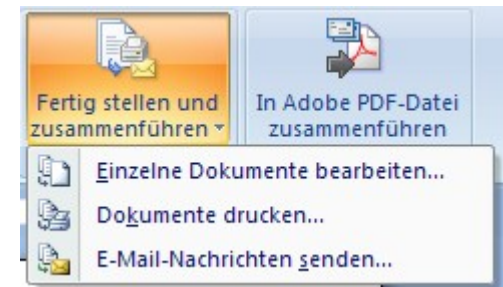 Fertig stellen und
zusammenführen
In Adobe PDF-Datei
zusammenführen
Einzelne Dokumente bearbeiten...
Dokumente drucken...
E-Mail-Nachrichten senden...